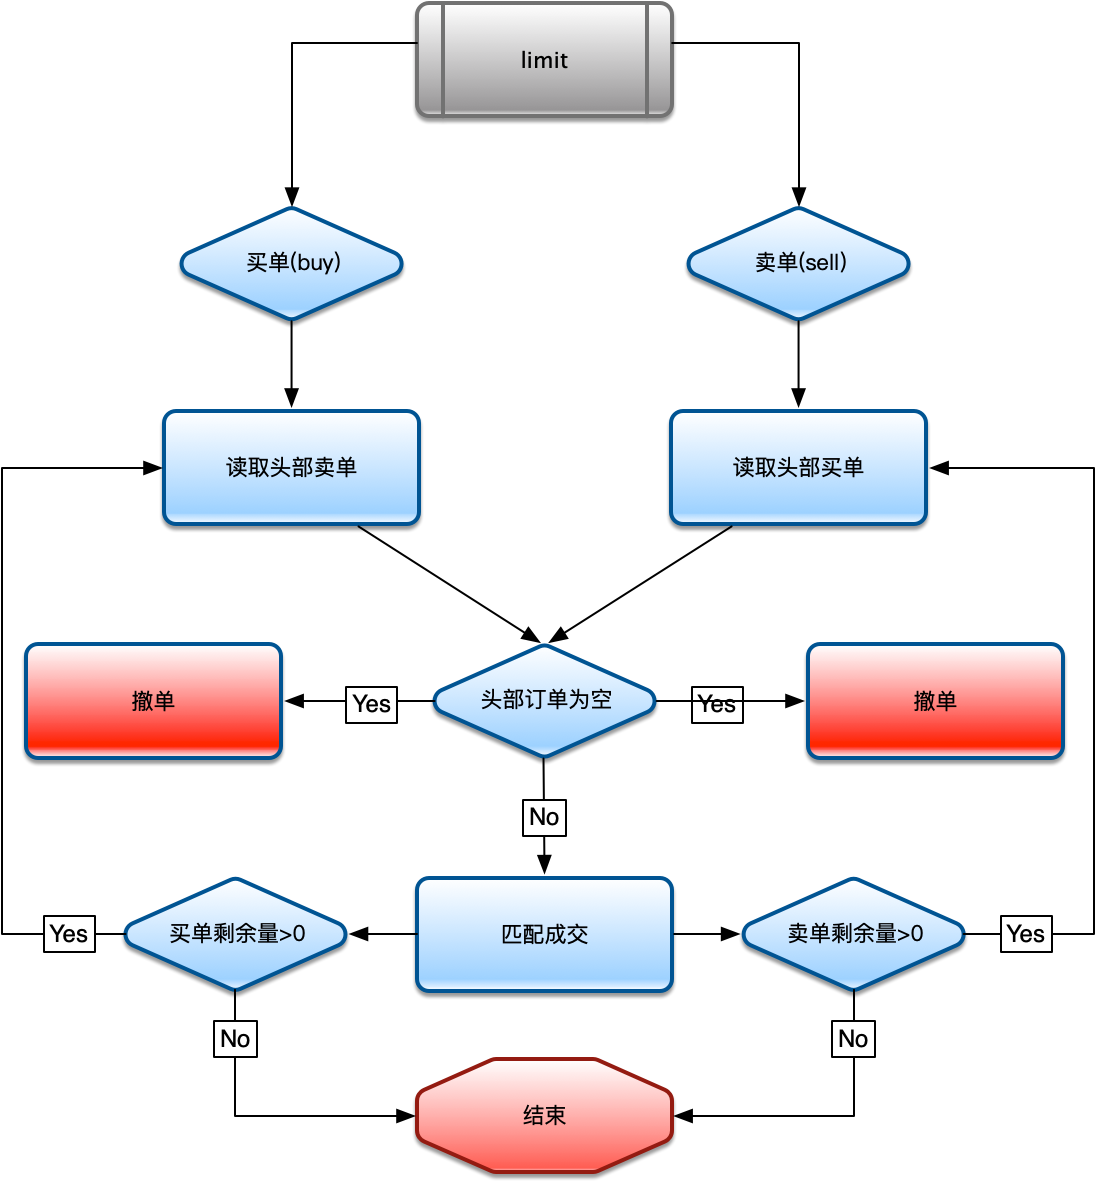 limit
买单(buy)
卖单(sell)
读取头部卖单
读取头部买单
撤单
Yes
头部订单为空
Yes
撤单
No
Yes
买单剩余量>0
匹配成交
卖单剩余量>0
Yes
No
No
结束